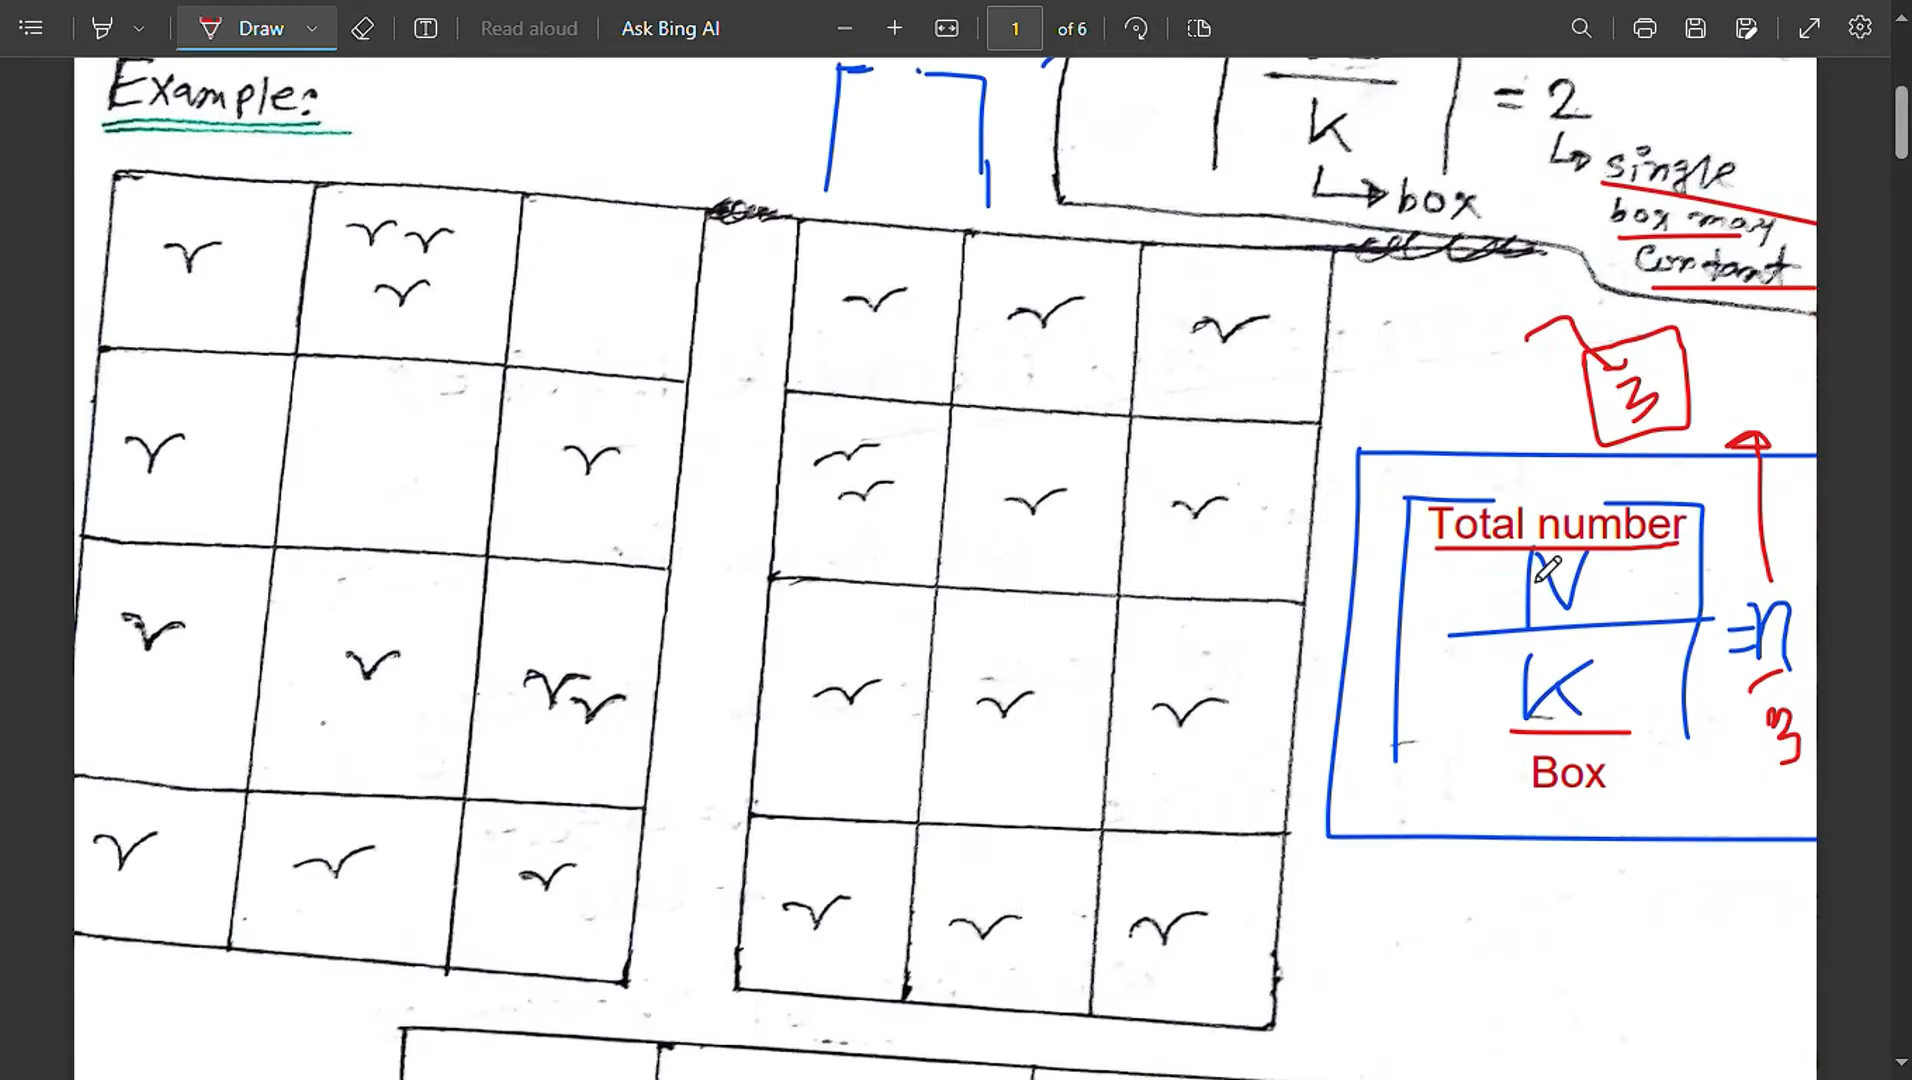 Draw
Read aloud
Ask Bing AI
1
of 6
Example:
K
= 2
↳ single
box may
Constant
↳ box
3
Total number
N
K
= n
3
Box